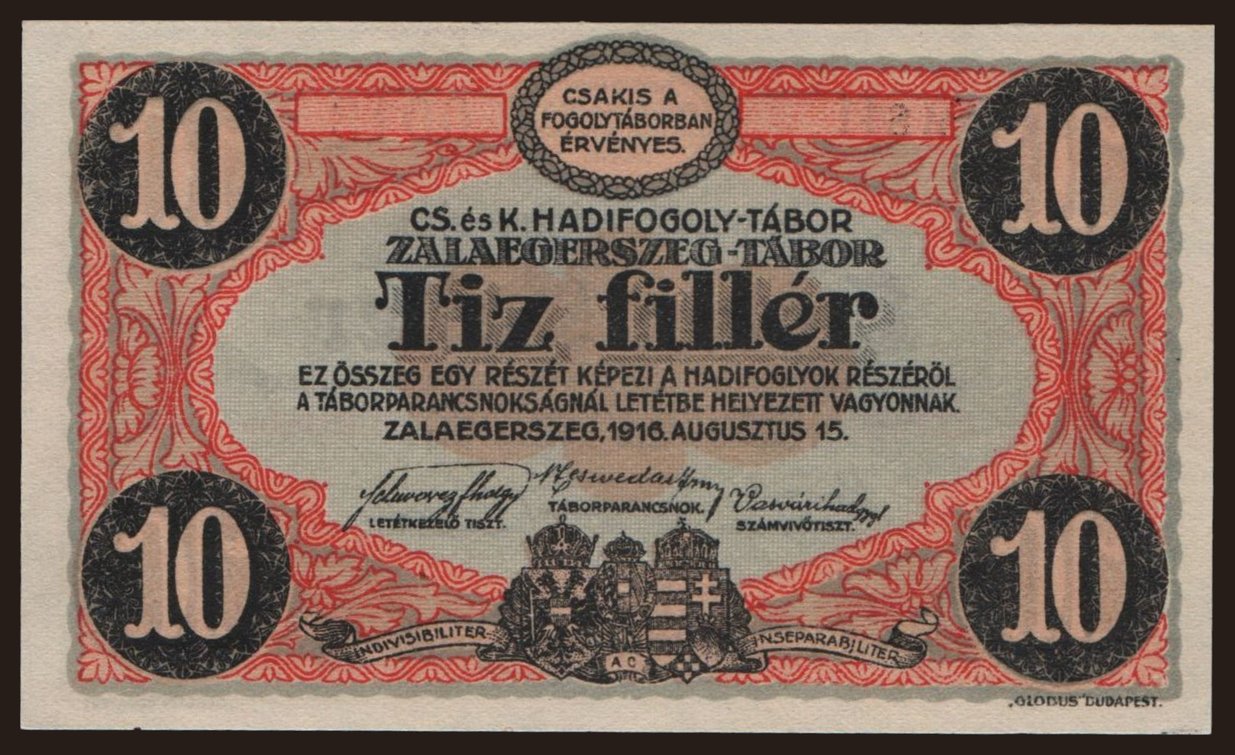 10
10
CSAKIS A
FOGOLYTÁBORBAN
ÉRVÉNYES.
CS. és K. HADIFOGOLY-TÁBOR
ZALAEGERSZEG-TÁBOR
Tiz fillér
EZ ÖSSZEG EGY RÉSZÉT KÉPEZI A HADIFOGLYOK RÉSZÉRŐL
A TÁBORPARANCSNOKSÁGNÁL LETÉTBE HELYEZETT VAGYONNAK.
ZALAEGERSZEG, 1916. AUGUSZTUS 15.
TÁBORPARANCSNOK.
LETÉTKEZELŐ TISZT.
SZÁMVIVŐTISZT.
10
10
INDIVISIBILITER
AC
INSEPARABILITER
„GLOBUS" BUDAPEST.